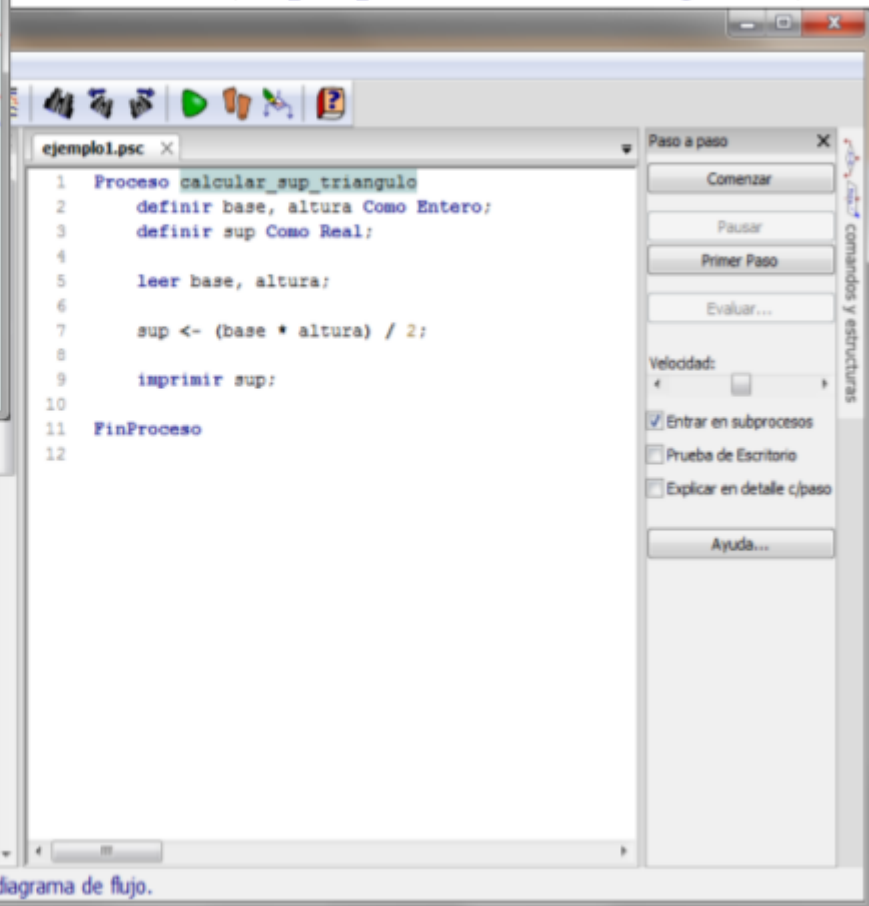 ejemplo1.psc
1 Proceso calcular_sup_triangulo
2 definir base, altura Como Entero;
3 definir sup Como Real;
4
5 leer base, altura;
6
7 sup <- (base * altura) / 2;
8
9 imprimir sup;
10
11 FinProceso
12
Paso a paso
Comenzar
Pausar
Primer Paso
Evaluar...
Velocidad:
Entrar en subprocesos
Prueba de Escritorio
Explicar en detalle c/paso
Ayuda...
comandos y estructuras
diagrama de flujo.